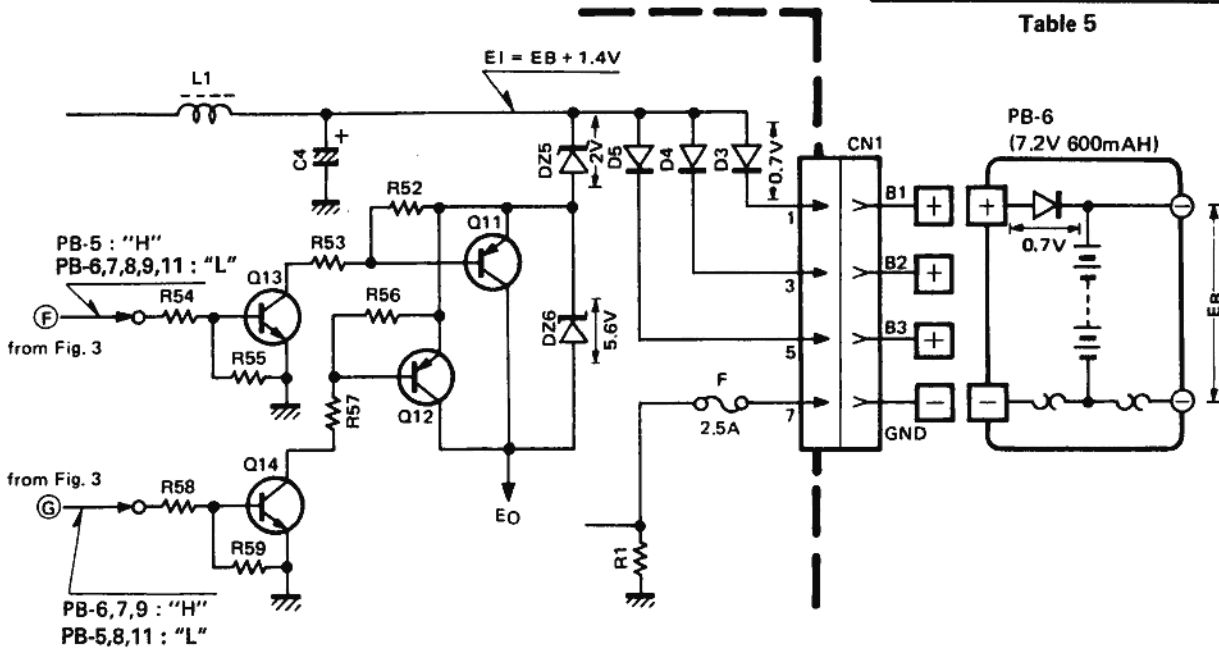 Table 5
L1
EI = EB + 1.4V
C4
+
DZ5
2V
D5
D4
D3
0.7V
CN1
PB-6
(7.2V 600mAH)
B1
+
+
−
0.7V
1
R52
Q11
R53
PB-5 : "H"
PB-6,7,8,9,11 : "L"
Q13
R54
F
from Fig. 3
R55
R56
DZ6
5.6V
B2
+
3
B3
+
5
EB
Q12
R57
F
2.5A
7
−
GND
−
−
from Fig. 3
G
R58
Q14
R59
EO
R1
PB-6,7,9 : "H"
PB-5,8,11 : "L"